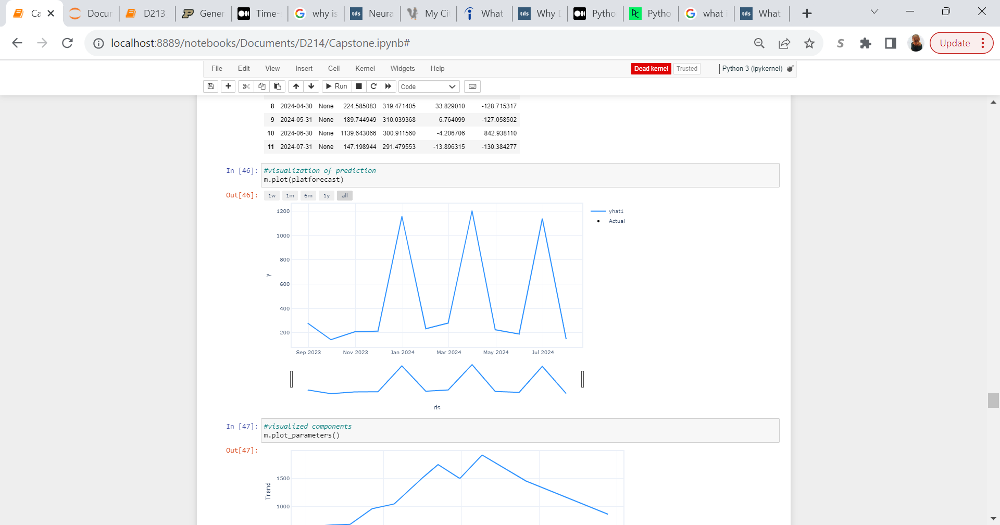 Ca
Docur
D213_
Gener
Time-
why is
tds Neura
My Cit
What
tds Why D
Pytho
Pytho
what i
tds What
localhost:8889/notebooks/Documents/D214/Capstone.ipynb#
S
Update
File Edit View Insert Cell Kernel Widgets Help
Dead kernel Trusted Python 3 (ipykernel)
Run Code
8 2024-04-30 None 224.585083 319.471405 33.829010 -128.715317
9 2024-05-31 None 189.744949 310.039368 6.764099 -127.058502
10 2024-06-30 None 1139.643066 300.911560 -4.206706 842.938110
11 2024-07-31 None 147.198944 291.479553 -13.896315 -130.384277
In [46]: #visualization of prediction
m.plot(platforecast)
Out[46]: 1w 1m 6m 1y all
1200
1000
800
600
400
200
y
yhat1
Actual
Sep 2023 Nov 2023 Jan 2024 Mar 2024 May 2024 Jul 2024
ds
In [47]: #visualized components
m.plot_parameters()
Out[47]:
1500
Trend
1000